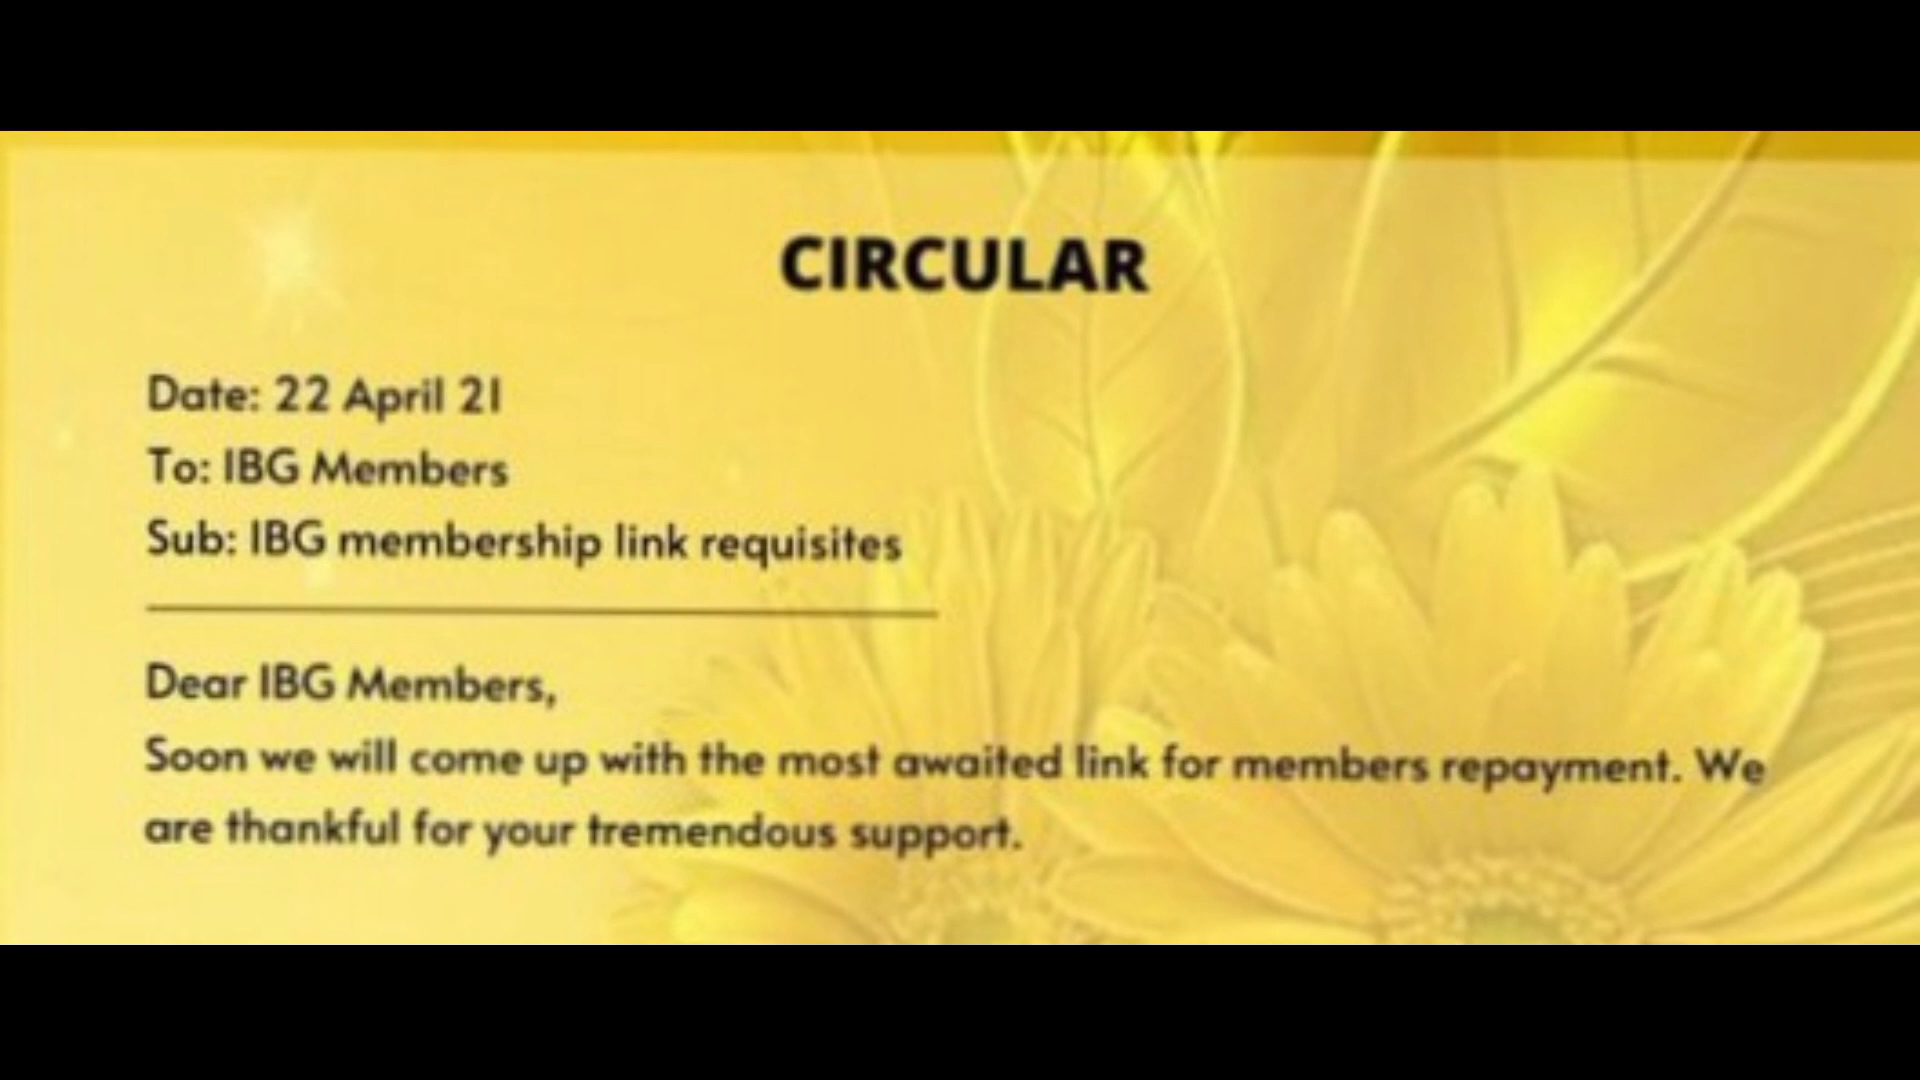 CIRCULAR
Date: 22 April 21
To: IBG Members
Sub: IBG membership link requisites
Dear IBG Members,
Soon we will come up with the most awaited link for members repayment. We
are thankful for your tremendous support.